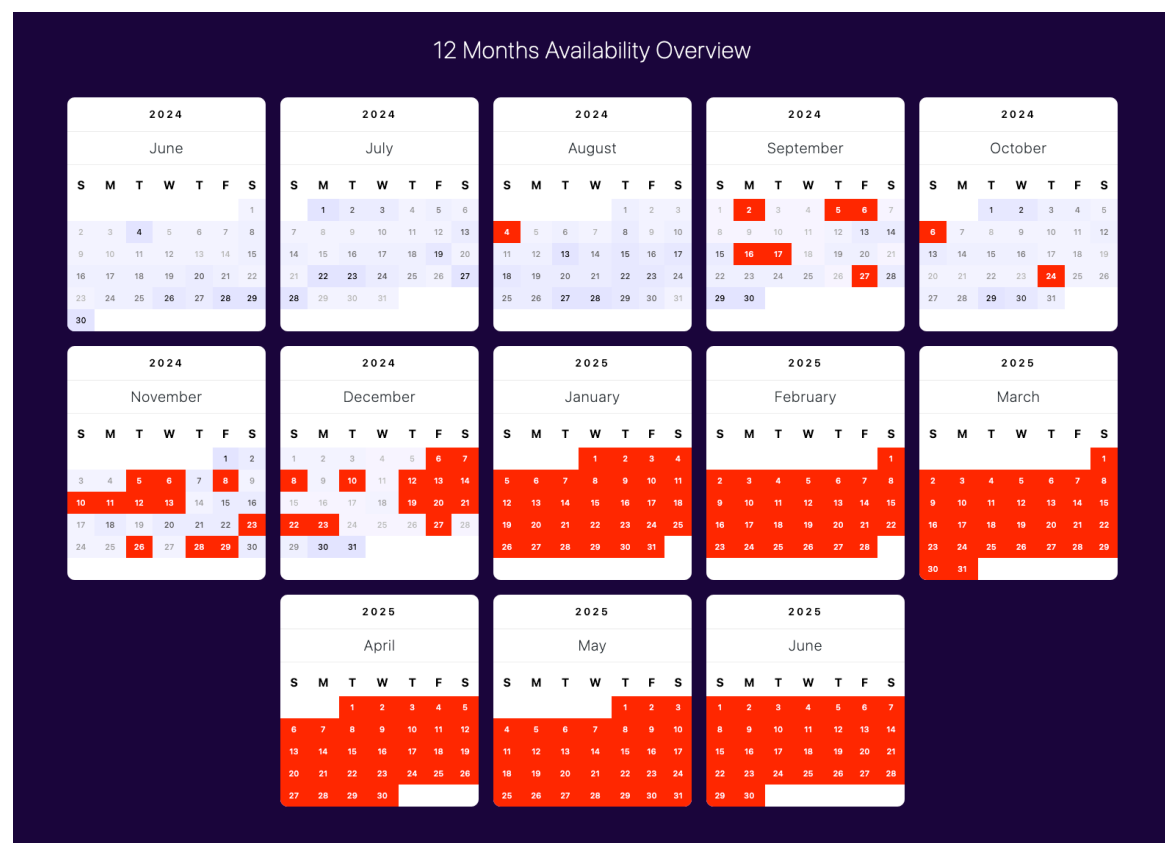 12 Months Availability Overview
2024
June
S M T W T F S
1
2 3 4 5 6 7 8
9 10 11 12 13 14 15
16 17 18 19 20 21 22
23 24 25 26 27 28 29
30
2024
July
S M T W T F S
1 2 3 4 5 6
7 8 9 10 11 12 13
14 15 16 17 18 19 20
21 22 23 24 25 26 27
28 29 30 31
2024
August
S M T W T F S
1 2 3
4 5 6 7 8 9 10
11 12 13 14 15 16 17
18 19 20 21 22 23 24
25 26 27 28 29 30 31
2024
September
S M T W T F S
1 2 3 4 5 6 7
8 9 10 11 12 13 14
15 16 17 18 19 20 21
22 23 24 25 26 27 28
29 30
2024
October
S M T W T F S
1 2 3 4 5
6 7 8 9 10 11 12
13 14 15 16 17 18 19
20 21 22 23 24 25 26
27 28 29 30 31
2024
November
S M T W T F S
1 2
3 4 5 6 7 8 9
10 11 12 13 14 15 16
17 18 19 20 21 22 23
24 25 26 27 28 29 30
2024
December
S M T W T F S
1 2 3 4 5 6 7
8 9 10 11 12 13 14
15 16 17 18 19 20 21
22 23 24 25 26 27 28
29 30 31
2025
January
S M T W T F S
1 2 3 4
5 6 7 8 9 10 11
12 13 14 15 16 17 18
19 20 21 22 23 24 25
26 27 28 29 30 31
2025
February
S M T W T F S
1
2 3 4 5 6 7 8
9 10 11 12 13 14 15
16 17 18 19 20 21 22
23 24 25 26 27 28
2025
March
S M T W T F S
1
2 3 4 5 6 7 8
9 10 11 12 13 14 15
16 17 18 19 20 21 22
23 24 25 26 27 28 29
30 31
2025
April
S M T W T F S
1 2 3 4 5
6 7 8 9 10 11 12
13 14 15 16 17 18 19
20 21 22 23 24 25 26
27 28 29 30
2025
May
S M T W T F S
1 2 3
4 5 6 7 8 9 10
11 12 13 14 15 16 17
18 19 20 21 22 23 24
25 26 27 28 29 30 31
2025
June
S M T W T F S
1 2 3 4 5 6 7
8 9 10 11 12 13 14
15 16 17 18 19 20 21
22 23 24 25 26 27 28
29 30